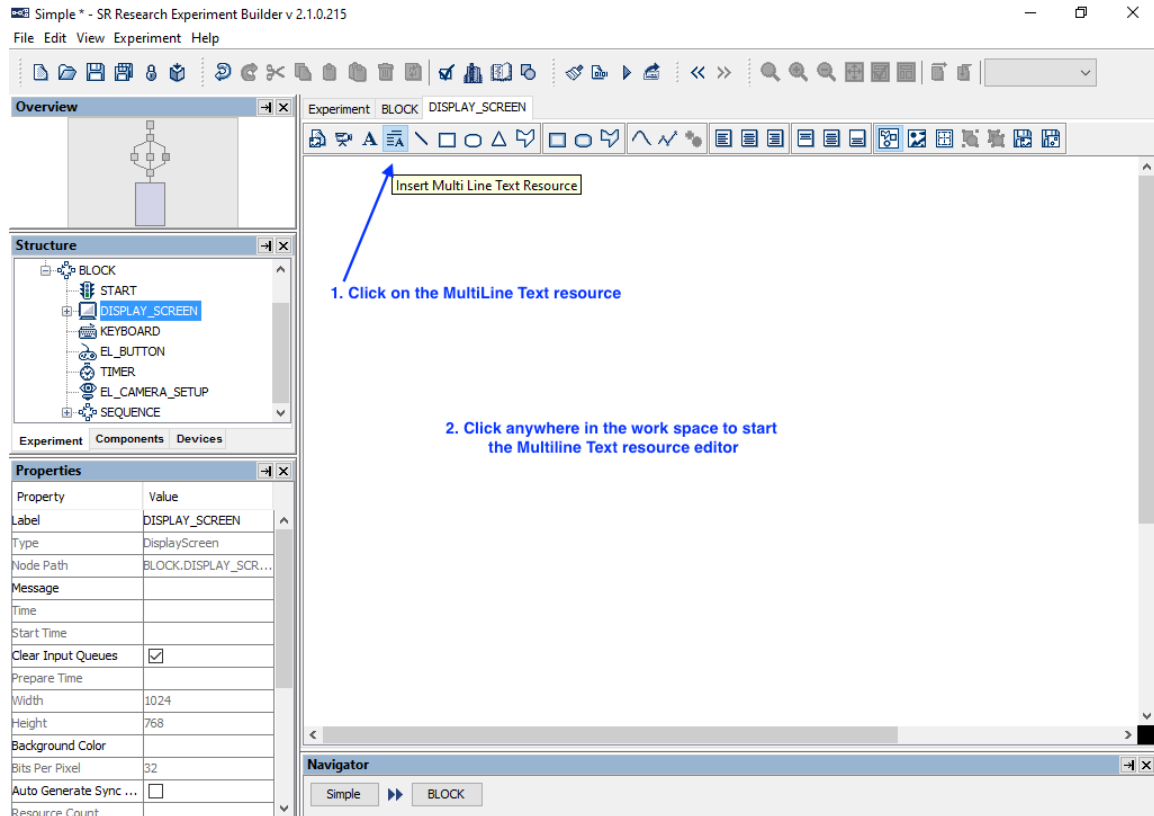 Simple * - SR Research Experiment Builder v 2.1.0.215
File Edit View Experiment Help
Overview
Experiment BLOCK DISPLAY_SCREEN
Insert Multi Line Text Resource
1. Click on the MultiLine Text resource
2. Click anywhere in the work space to start
the Multiline Text resource editor
Structure
BLOCK
START
DISPLAY_SCREEN
KEYBOARD
EL_BUTTON
TIMER
EL_CAMERA_SETUP
SEQUENCE
Experiment Components Devices
Properties
Property Value
Label DISPLAY_SCREEN
Type DisplayScreen
Node Path BLOCK.DISPLAY_SCR...
Message
Time
Start Time
Clear Input Queues
Prepare Time
Width 1024
Height 768
Background Color
Bits Per Pixel 32
Auto Generate Sync ...
Resource Count
Navigator
Simple BLOCK